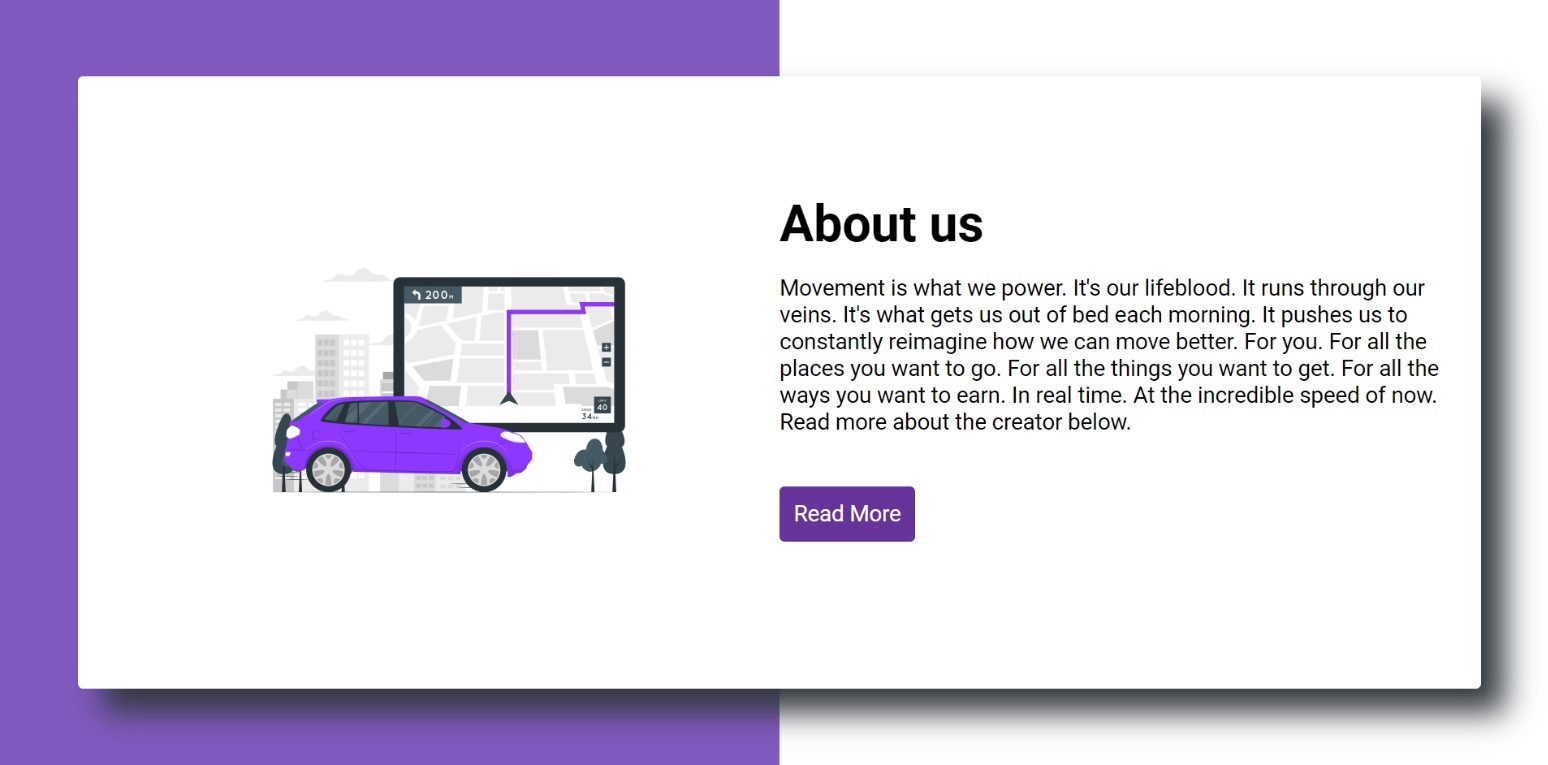 About us
200M
Movement is what we power. It's our lifeblood. It runs through our
veins. It's what gets us out of bed each morning. It pushes us to
constantly reimagine how we can move better. For you. For all the
places you want to go. For all the things you want to get. For all the
ways you want to earn. In real time. At the incredible speed of now.
Read more about the creator below.
40
34
Read More